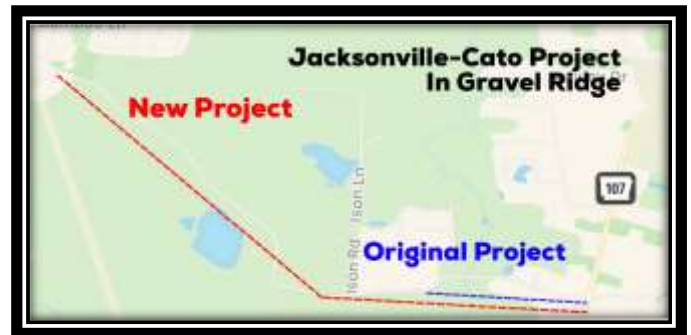 Jacksonville-Cato Project
In Gravel Ridge
New Project
107
Ison Ln
Ison Rd
Original Project